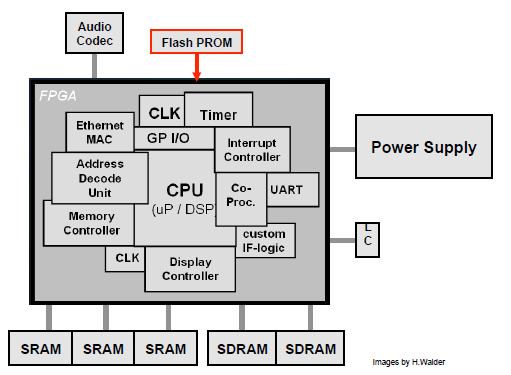 Audio
Codec
Flash PROM
FPGA
CLK
Timer
Ethernet
MAC
GP I/O
Interrupt
Controller
Address
Decode
Unit
CPU
(uP / DSP)
Co-
Proc.
UART
Memory
Controller
custom
IF-logic
CLK
Display
Controller
Power Supply
L
C
SRAM
SRAM
SRAM
SDRAM
SDRAM
Images by H.Walder